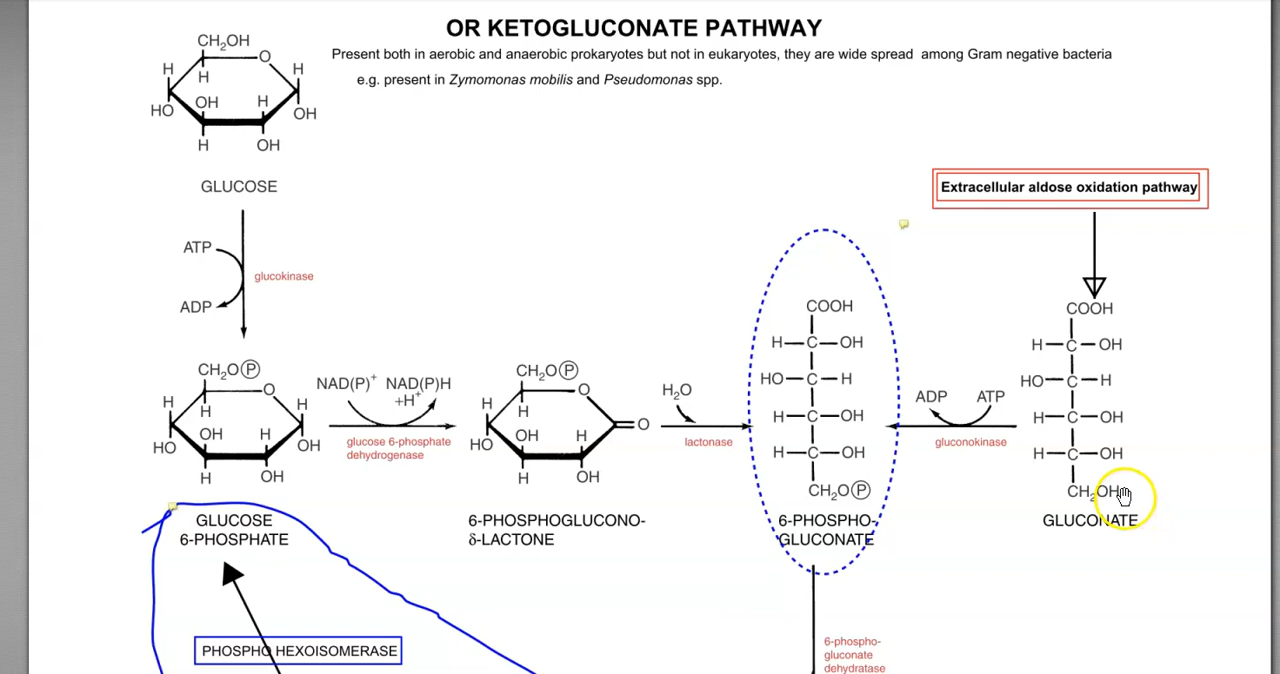 OR KETOGLUCONATE PATHWAY
Present both in aerobic and anaerobic prokaryotes but not in eukaryotes, they are wide spread among Gram negative bacteria
e.g. present in Zymomonas mobilis and Pseudomonas spp.
CH₂OH
O
H
H
H
OH
H
HO
OH
H
OH
GLUCOSE
ATP
glucokinase
ADP
Extracellular aldose oxidation pathway
CH₂OⓅ
O
H
H
H
OH
H
HO
OH
H
OH
GLUCOSE
6-PHOSPHATE
NAD(P)⁺ NAD(P)H
+H⁺
glucose 6-phosphate
dehydrogenase
CH₂OⓅ
O
H
H
O
OH
H
HO
H
OH
6-PHOSPHOGLUCONO-
δ-LACTONE
H₂O
lactonase
COOH
H—C—OH
HO—C—H
H—C—OH
H—C—OH
CH₂OⓅ
6-PHOSPHO-
GLUCONATE
ADP ATP
gluconokinase
COOH
H—C—OH
HO—C—H
H—C—OH
H—C—OH
CH₂OH
GLUCONATE
PHOSPHO HEXOISOMERASE
6-phospho-
gluconate
dehydratase